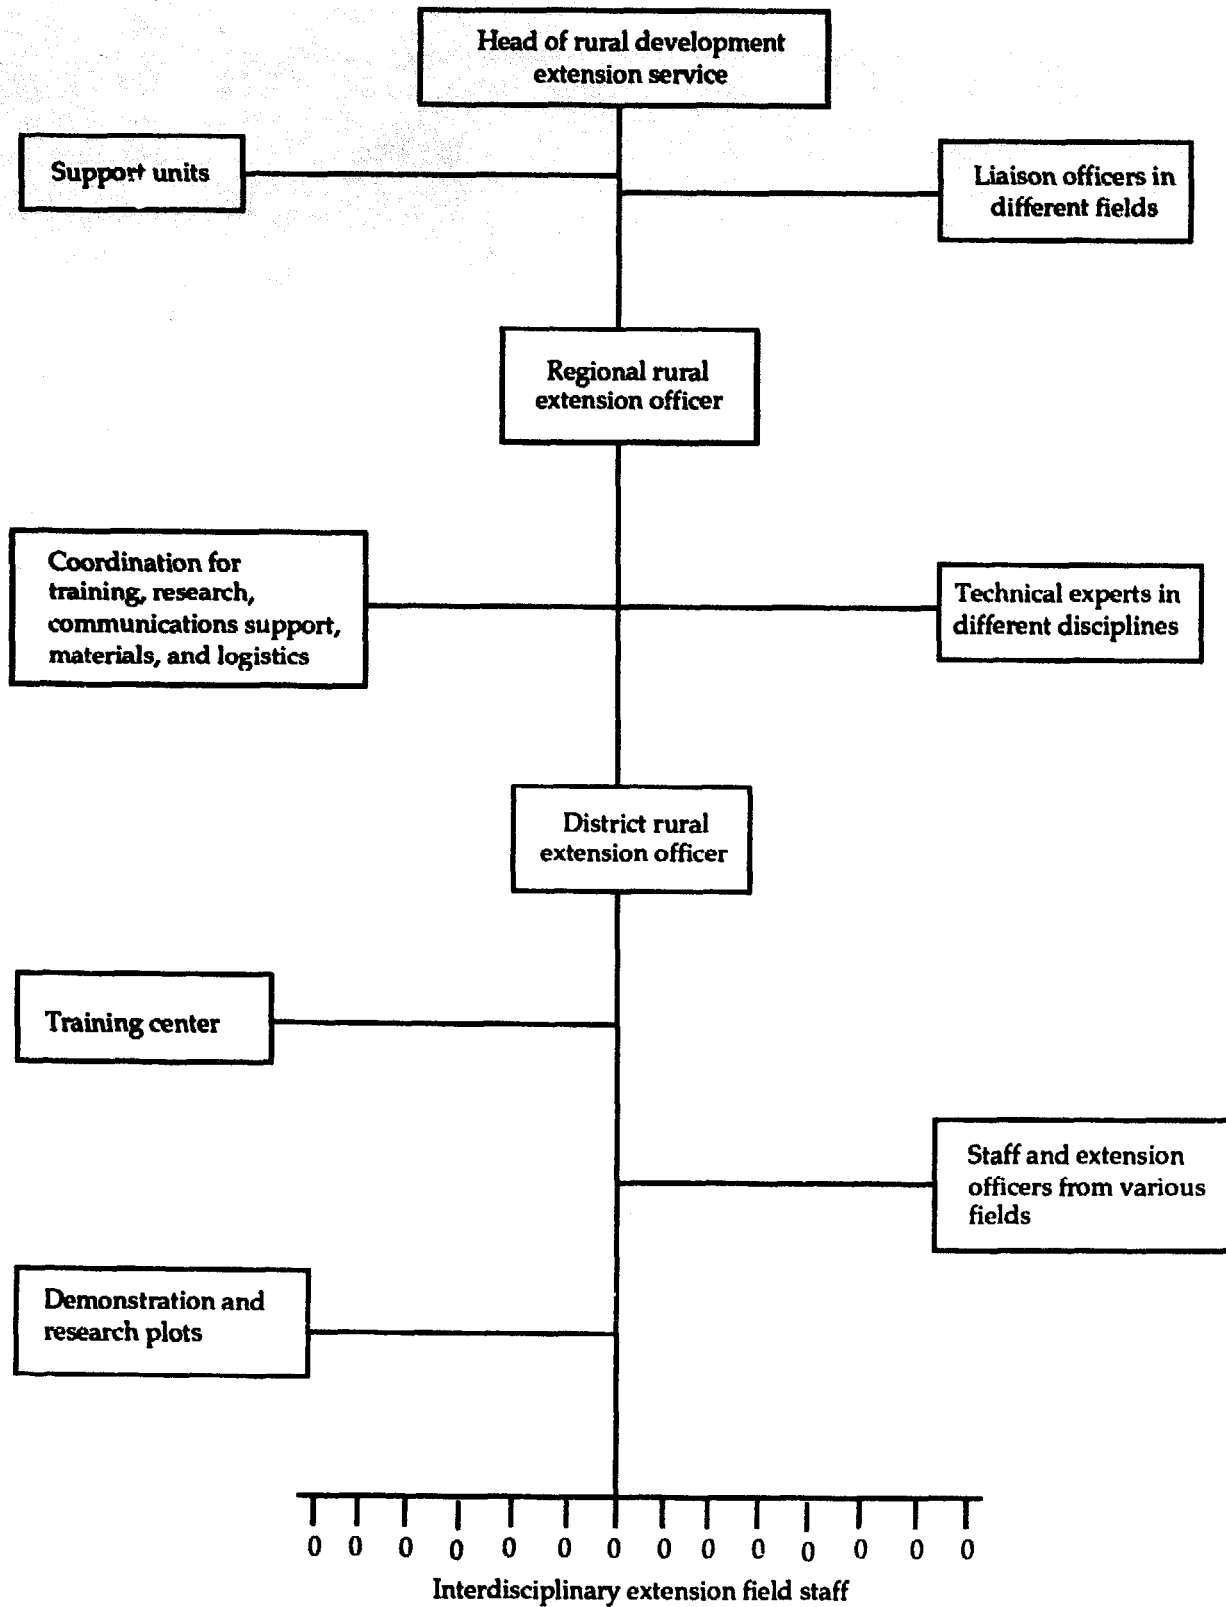 Head of rural development
extension service
Support units
Liaison officers in
different fields
Regional rural
extension officer
Coordination for
training, research,
communications support,
materials, and logistics
Technical experts in
different disciplines
District rural
extension officer
Training center
Staff and extension
officers from various
fields
Demonstration and
research plots
0 0 0 0 0 0 0 0 0 0 0 0 0 0
Interdisciplinary extension field staff